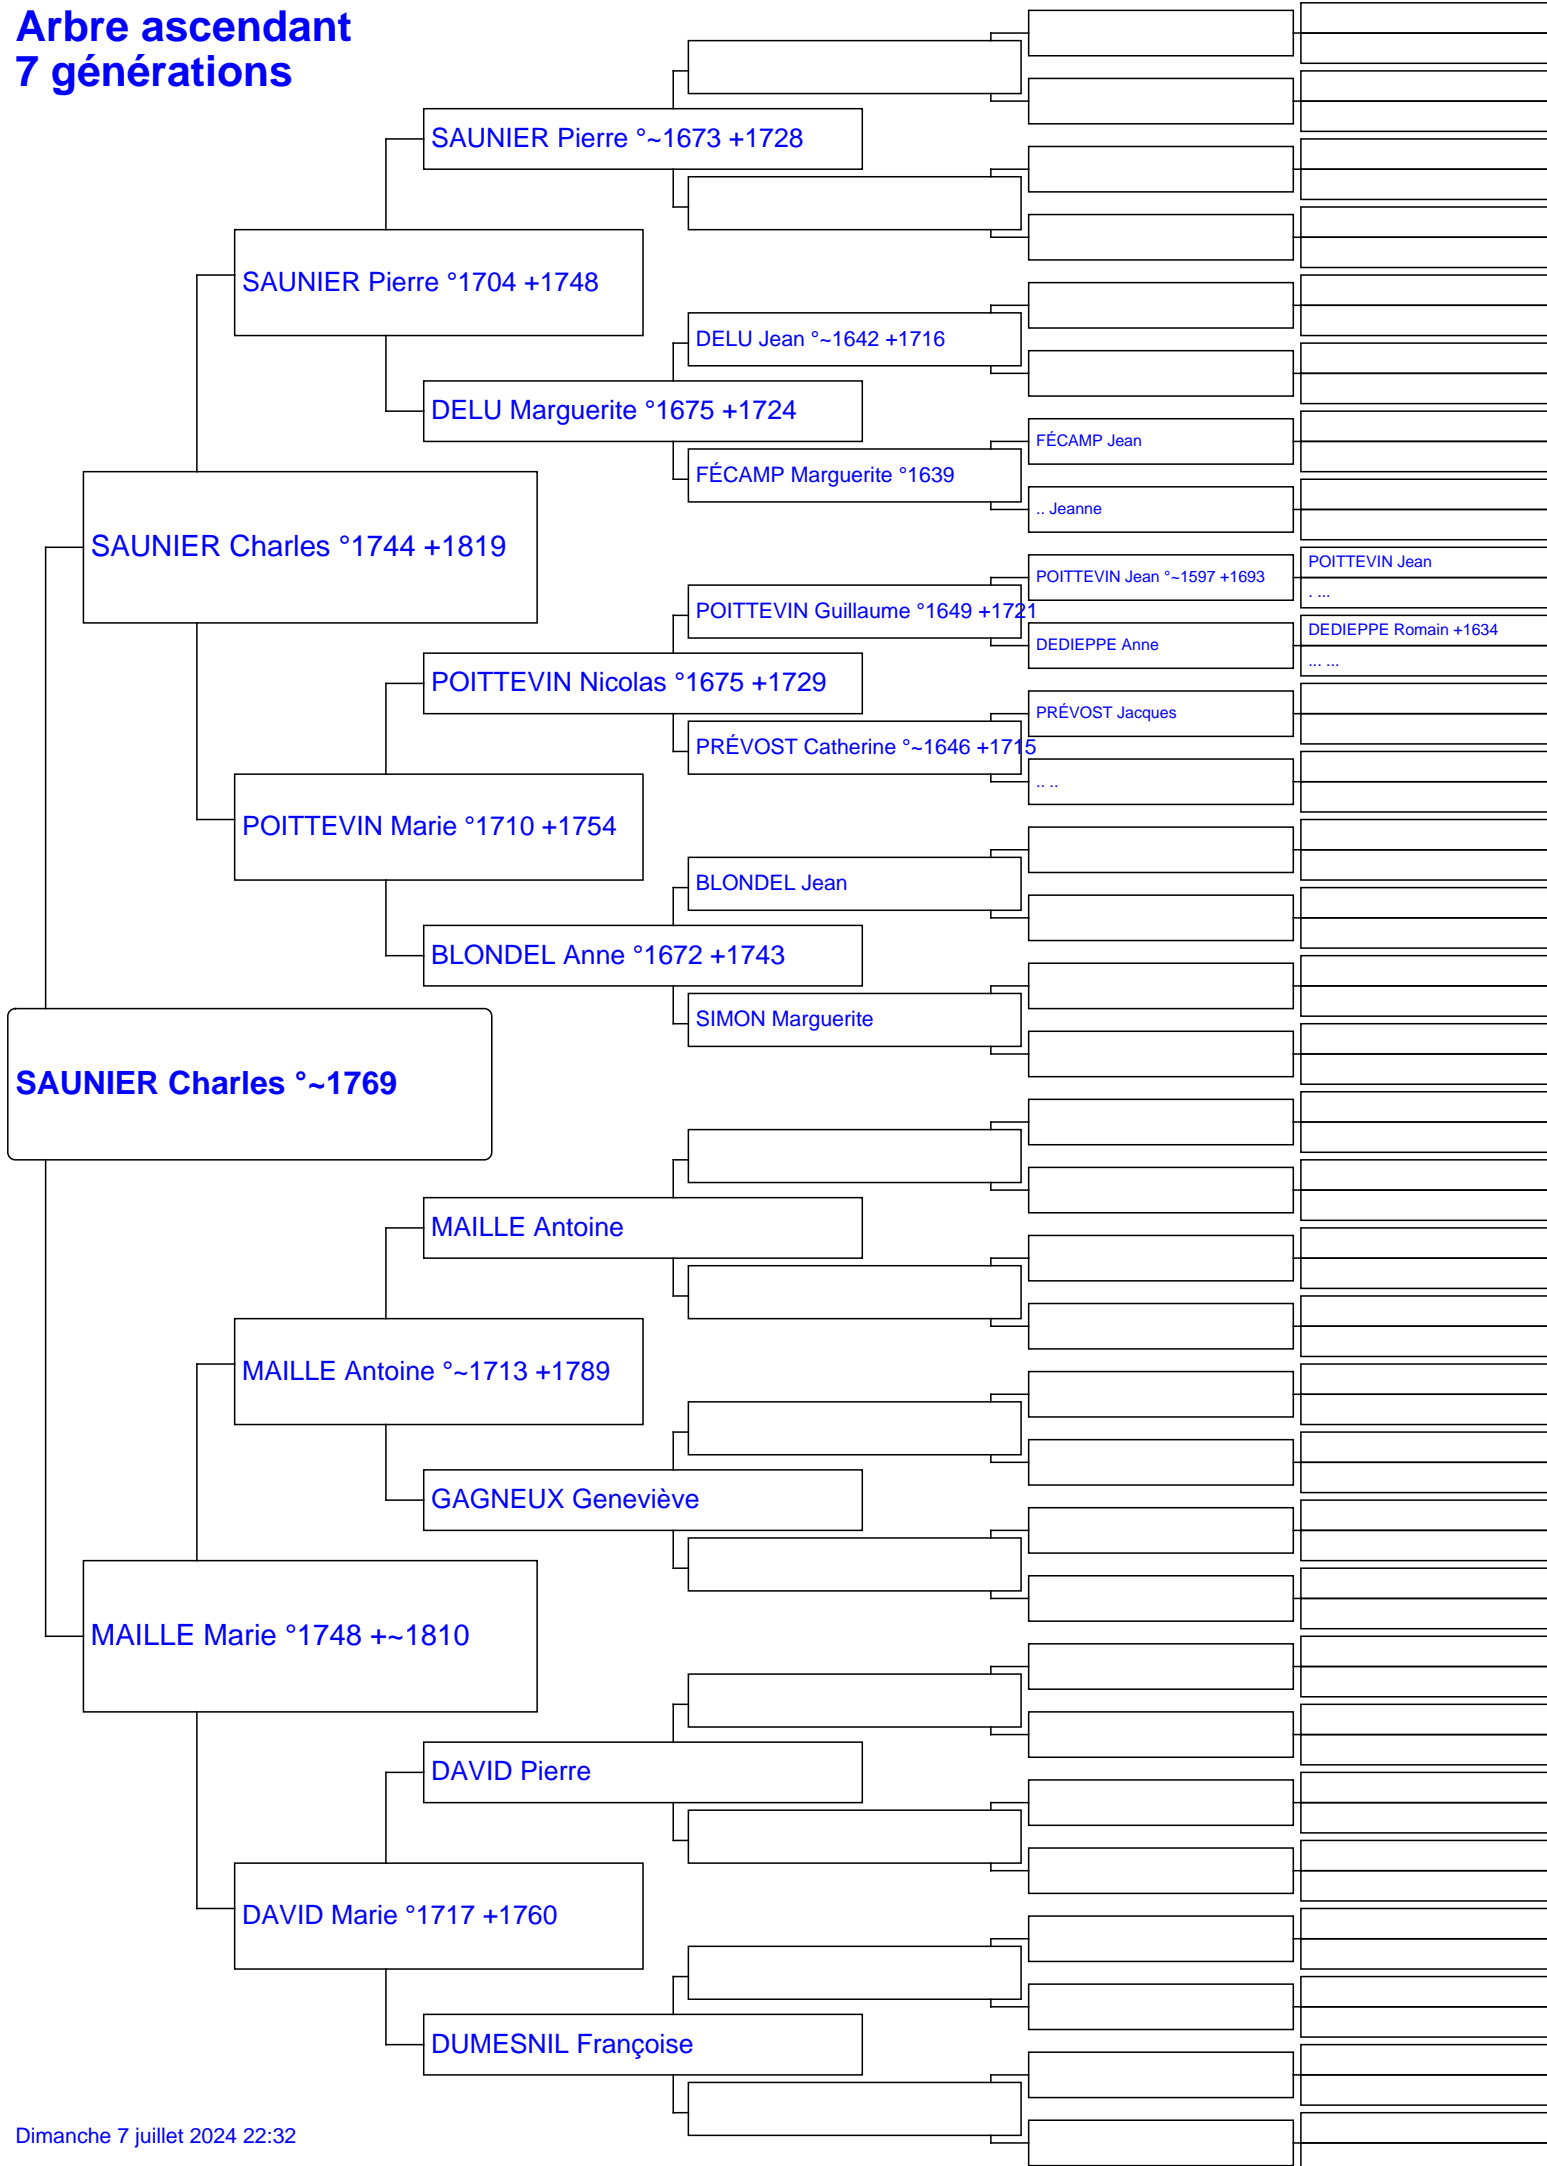 Arbre ascendant
7 générations
SAUNIER Pierre °~1673 +1728
SAUNIER Pierre °1704 +1748
DELU Jean °~1642 +1716
DELU Marguerite °1675 +1724
FÉCAMP Jean
FÉCAMP Marguerite °1639
.. Jeanne
SAUNIER Charles °1744 +1819
POITTEVIN Jean
POITTEVIN Jean °~1597 +1693
. ...
POITTEVIN Guillaume °1649 +1721
DEDIEPPE Romain +1634
DEDIEPPE Anne
... ...
POITTEVIN Nicolas °1675 +1729
PRÉVOST Jacques
PRÉVOST Catherine °~1646 +1715
.. ..
POITTEVIN Marie °1710 +1754
BLONDEL Jean
BLONDEL Anne °1672 +1743
SIMON Marguerite
SAUNIER Charles °~1769
MAILLE Antoine
MAILLE Antoine °~1713 +1789
GAGNEUX Geneviève
MAILLE Marie °1748 +~1810
DAVID Pierre
DAVID Marie °1717 +1760
DUMESNIL Françoise
Dimanche 7 juillet 2024 22:32